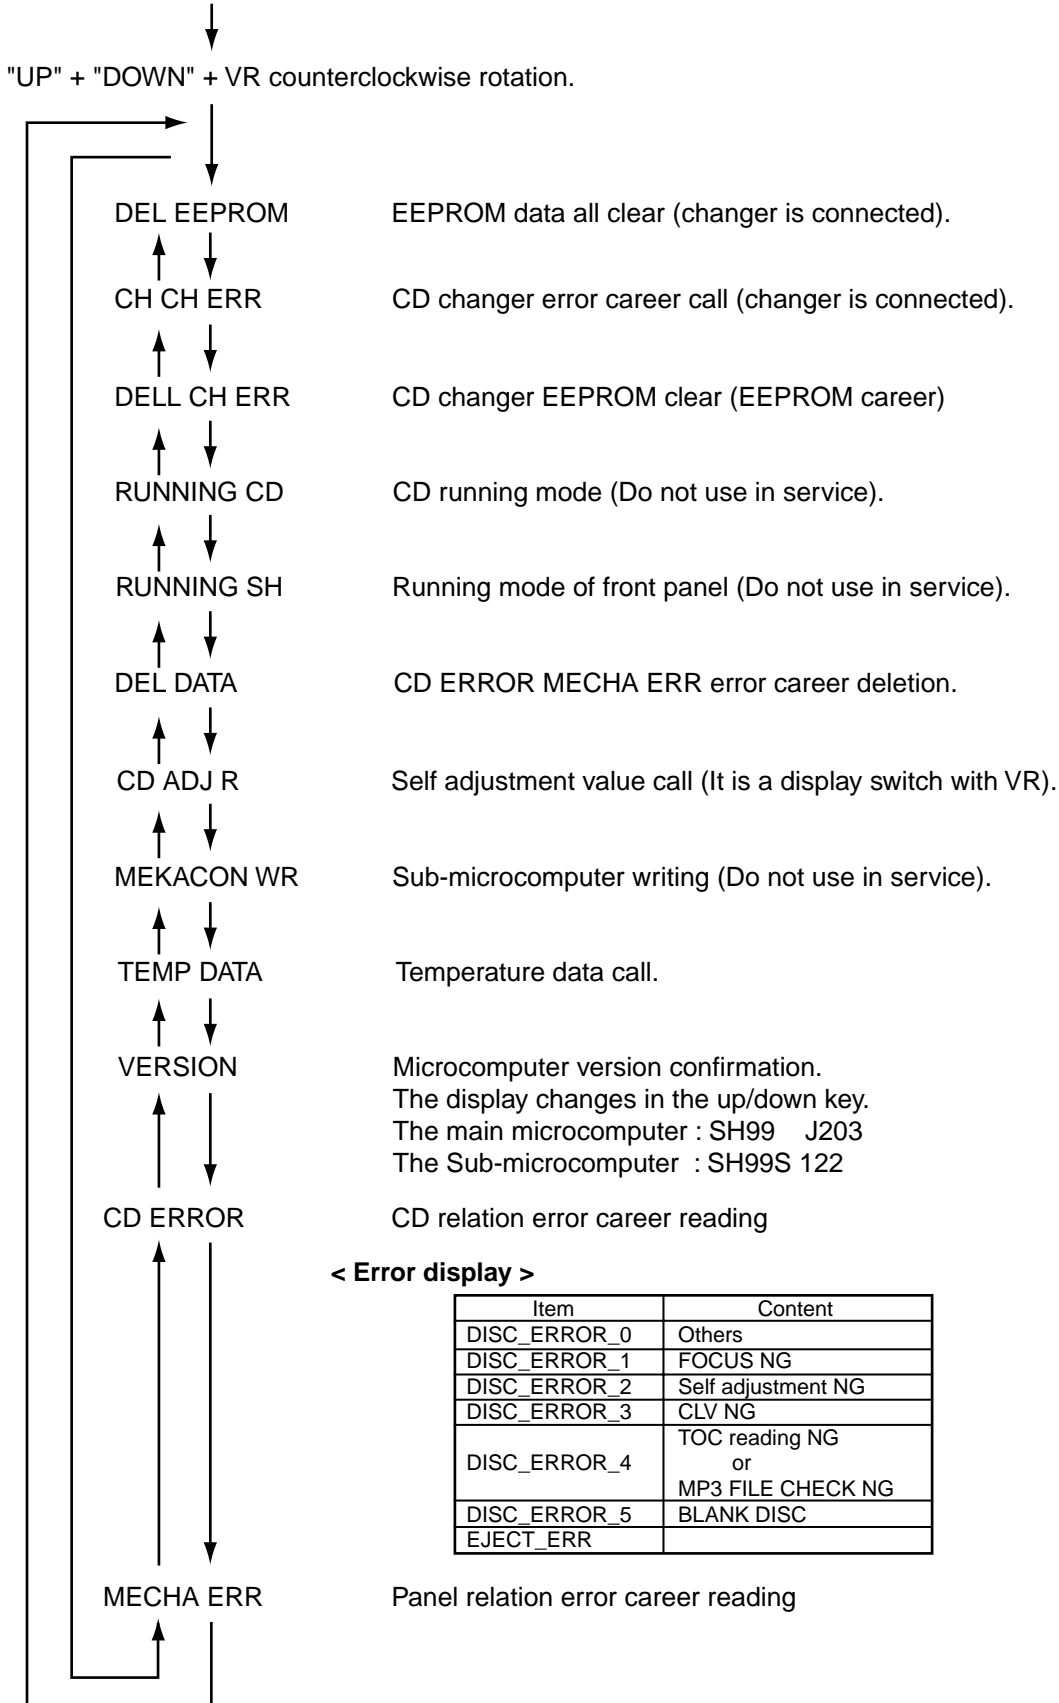 "UP" + "DOWN" + VR counterclockwise rotation.
DEL EEPROM EEPROM data all clear (changer is connected).
CH CH ERR CD changer error career call (changer is connected).
DELL CH ERR CD changer EEPROM clear (EEPROM career)
RUNNING CD CD running mode (Do not use in service).
RUNNING SH Running mode of front panel (Do not use in service).
DEL DATA CD ERROR MECHA ERR error career deletion.
CD ADJ R Self adjustment value call (It is a display switch with VR).
MEKACON WR Sub-microcomputer writing (Do not use in service).
TEMP DATA Temperature data call.
VERSION Microcomputer version confirmation.
The display changes in the up/down key.
The main microcomputer : SH99 J203
The Sub-microcomputer : SH99S 122
CD ERROR CD relation error career reading
< Error display >
Item Content
DISC_ERROR_0 Others
DISC_ERROR_1 FOCUS NG
DISC_ERROR_2 Self adjustment NG
DISC_ERROR_3 CLV NG
DISC_ERROR_4 TOC reading NG
or
MP3 FILE CHECK NG
DISC_ERROR_5 BLANK DISC
EJECT_ERR
MECHA ERR Panel relation error career reading